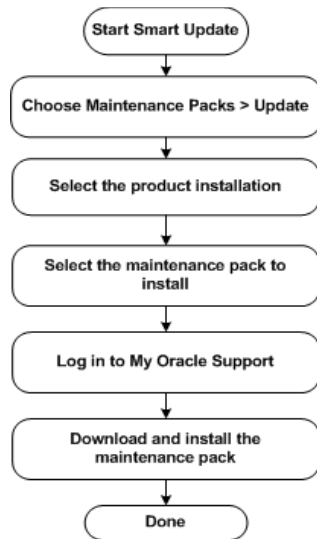 Start Smart Update
Choose Maintenance Packs > Update
Select the product installation
Select the maintenance pack to
install
Log in to My Oracle Support
Download and install the
maintenance pack
Done